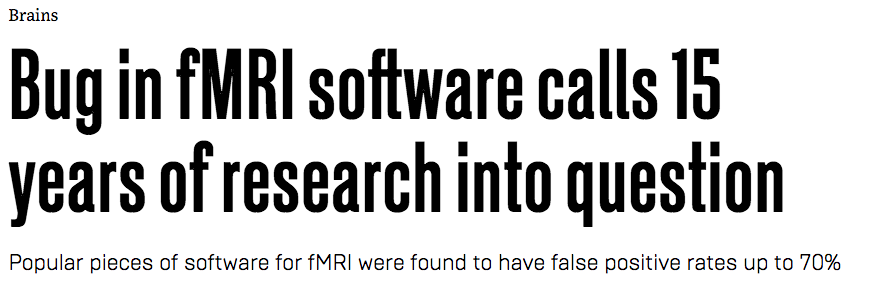 Brains
Bug in fMRI software calls 15
years of research into question
Popular pieces of software for fMRI were found to have false positive rates up to 70%